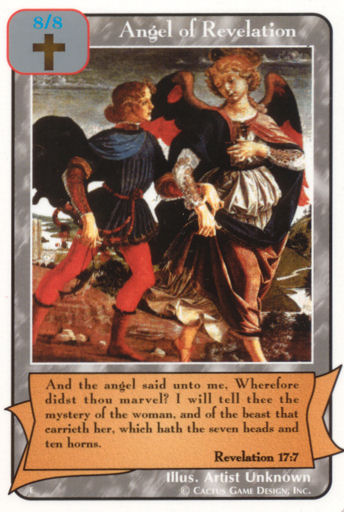 8/8
Angel of Revelation
And the angel said unto me, Wherefore
didst thou marvel? I will tell thee the
mystery of the woman, and of the beast that
carrieth her, which hath the seven heads and
ten horns.
Revelation 17:7
Illus. Artist Unknown
E
© Cactus Game Design, Inc.